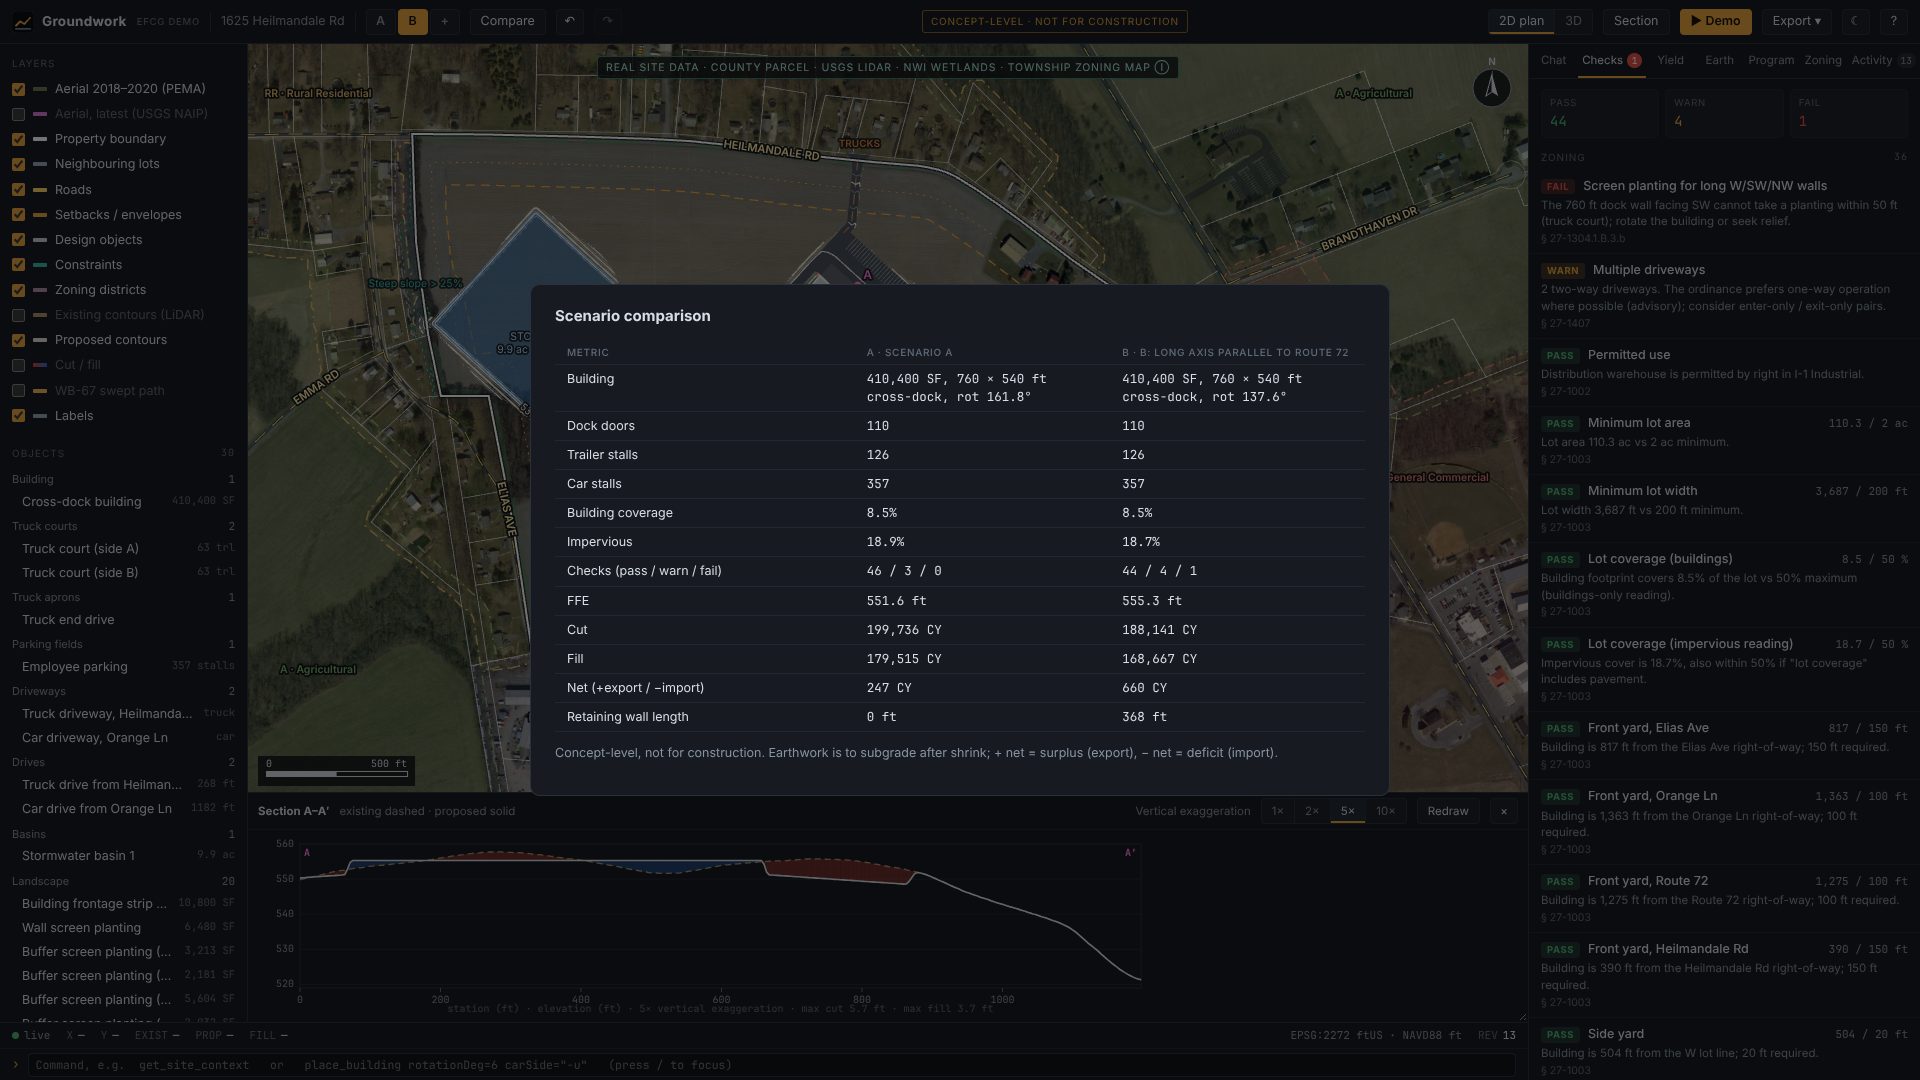 Groundwork EFCG DEMO 1625 Heilmandale Rd A B + Compare
CONCEPT-LEVEL · NOT FOR CONSTRUCTION
2D plan 3D Section ▶ Demo Export ▾ ?
LAYERS
Aerial 2018–2020 (PEMA)
Aerial, latest (USGS NAIP)
Property boundary
Neighbouring lots
Roads
Setbacks / envelopes
Design objects
Constraints
Zoning districts
Existing contours (LiDAR)
Proposed contours
Cut / fill
WB-67 swept path
Labels
OBJECTS 30
Building 1
Cross-dock building 410,400 SF
Truck courts 2
Truck court (side A) 63 trl
Truck court (side B) 63 trl
Truck aprons 1
Truck end drive
Parking fields 1
Employee parking 357 stalls
Driveways 2
Truck driveway, Heilmanda... truck
Car driveway, Orange Ln car
Drives 2
Truck drive from Heilman... 268 ft
Car drive from Orange Ln 1182 ft
Basins 1
Stormwater basin 1 9.9 ac
Landscape 20
Building frontage strip ... 10,800 SF
Wall screen planting 6,480 SF
Buffer screen planting (... 3,213 SF
Buffer screen planting (... 2,181 SF
Buffer screen planting (... 5,604 SF
REAL SITE DATA · COUNTY PARCEL · USGS LIDAR · NWI WETLANDS · TOWNSHIP ZONING MAP
N
RR · Rural Residential
A · Agricultural
HEILMANDALE RD
TRUCKS
BRANDTHAVEN DR
A
Steep slope > 25%
STO
9.9 ac
EMMA RD
ELIAS AVE
General Commercial
A · Agricultural
0 500 ft
Scenario comparison
METRIC A · SCENARIO A B · B: LONG AXIS PARALLEL TO ROUTE 72
Building 410,400 SF, 760 × 540 ft 410,400 SF, 760 × 540 ft
cross-dock, rot 161.8° cross-dock, rot 137.6°
Dock doors 110 110
Trailer stalls 126 126
Car stalls 357 357
Building coverage 8.5% 8.5%
Impervious 18.9% 18.7%
Checks (pass / warn / fail) 46 / 3 / 0 44 / 4 / 1
FFE 551.6 ft 555.3 ft
Cut 199,736 CY 188,141 CY
Fill 179,515 CY 168,667 CY
Net (+export / −import) 247 CY 660 CY
Retaining wall length 0 ft 368 ft
Concept-level, not for construction. Earthwork is to subgrade after shrink; + net = surplus (export), − net = deficit (import).
Section A–A′ existing dashed · proposed solid Vertical exaggeration 1× 2× 5× 10× Redraw ×
560
550
540
530
520
A A′
0 200 400 600 800 1000
station (ft) · elevation (ft) · 5× vertical exaggeration · max cut 5.7 ft · max fill 3.7 ft
live X — Y — EXIST — PROP — FILL — EPSG:2272 ftUS · NAVD88 ft REV 13
› Command, e.g. get_site_context or place_building rotationDeg=6 carSide="-u" (press / to focus)
Chat Checks 1 Yield Earth Program Zoning Activity 13
PASS WARN FAIL
44 4 1
ZONING 36
FAIL Screen planting for long W/SW/NW walls
The 760 ft dock wall facing SW cannot take a planting within 50 ft
(truck court); rotate the building or seek relief.
§ 27-1304.1.B.3.b
WARN Multiple driveways
2 two-way driveways. The ordinance prefers one-way operation
where possible (advisory); consider enter-only / exit-only pairs.
§ 27-1407
PASS Permitted use
Distribution warehouse is permitted by right in I-1 Industrial.
§ 27-1002
PASS Minimum lot area 110.3 / 2 ac
Lot area 110.3 ac vs 2 ac minimum.
§ 27-1003
PASS Minimum lot width 3,687 / 200 ft
Lot width 3,687 ft vs 200 ft minimum.
§ 27-1003
PASS Lot coverage (buildings) 8.5 / 50 %
Building footprint covers 8.5% of the lot vs 50% maximum
(buildings-only reading).
§ 27-1003
PASS Lot coverage (impervious reading) 18.7 / 50 %
Impervious cover is 18.7%, also within 50% if "lot coverage"
includes pavement.
§ 27-1003
PASS Front yard, Elias Ave 817 / 150 ft
Building is 817 ft from the Elias Ave right-of-way; 150 ft required.
§ 27-1003
PASS Front yard, Orange Ln 1,363 / 100 ft
Building is 1,363 ft from the Orange Ln right-of-way; 100 ft
required.
§ 27-1003
PASS Front yard, Route 72 1,275 / 100 ft
Building is 1,275 ft from the Route 72 right-of-way; 100 ft required.
§ 27-1003
PASS Front yard, Heilmandale Rd 390 / 150 ft
Building is 390 ft from the Heilmandale Rd right-of-way; 150 ft
required.
§ 27-1003
PASS Side yard 504 / 20 ft
Building is 504 ft from the W lot line; 20 ft required.
§ 27-1003